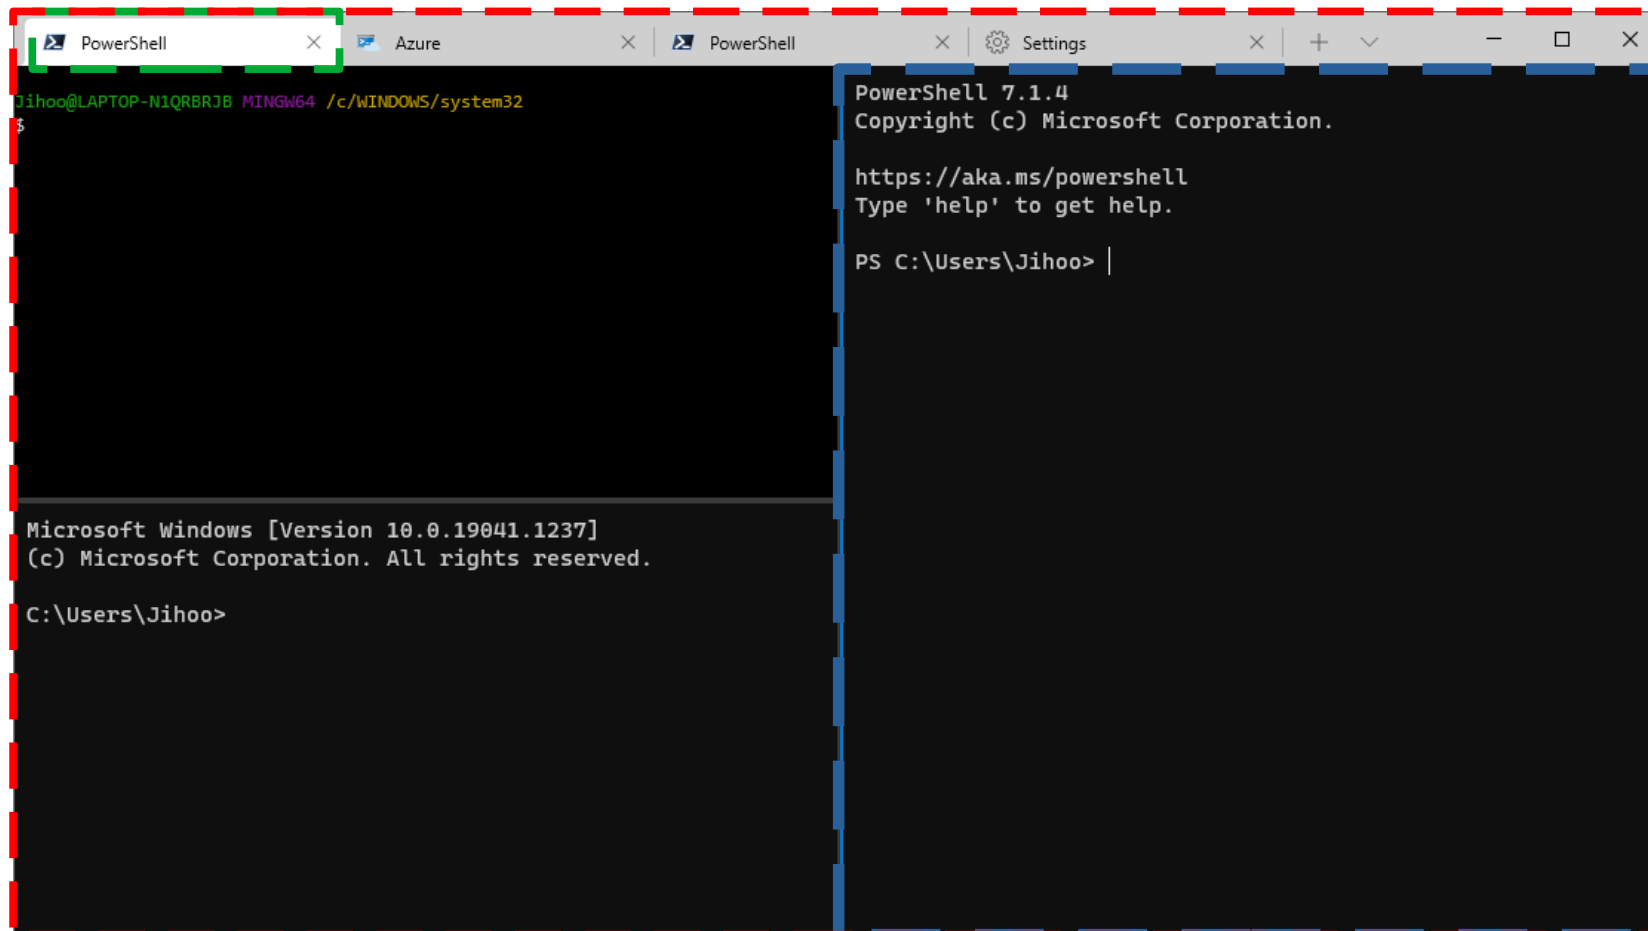 PowerShell
Azure
PowerShell
Settings
Jihoo@LAPTOP-N1QRBRJB MINGW64 /c/WINDOWS/system32
$
Microsoft Windows [Version 10.0.19041.1237]
(c) Microsoft Corporation. All rights reserved.
C:\Users\Jihoo>
PowerShell 7.1.4
Copyright (c) Microsoft Corporation.
https://aka.ms/powershell
Type 'help' to get help.
PS C:\Users\Jihoo>